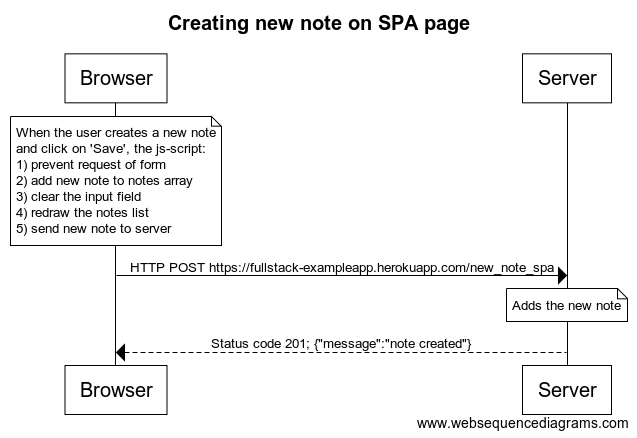 Creating new note on SPA page
Browser
Server
When the user creates a new note
and click on 'Save', the js-script:
1) prevent request of form
2) add new note to notes array
3) clear the input field
4) redraw the notes list
5) send new note to server
HTTP POST https://fullstack-exampleapp.herokuapp.com/new_note_spa
Adds the new note
Status code 201; {"message":"note created"}
Browser
Server
www.websequencediagrams.com